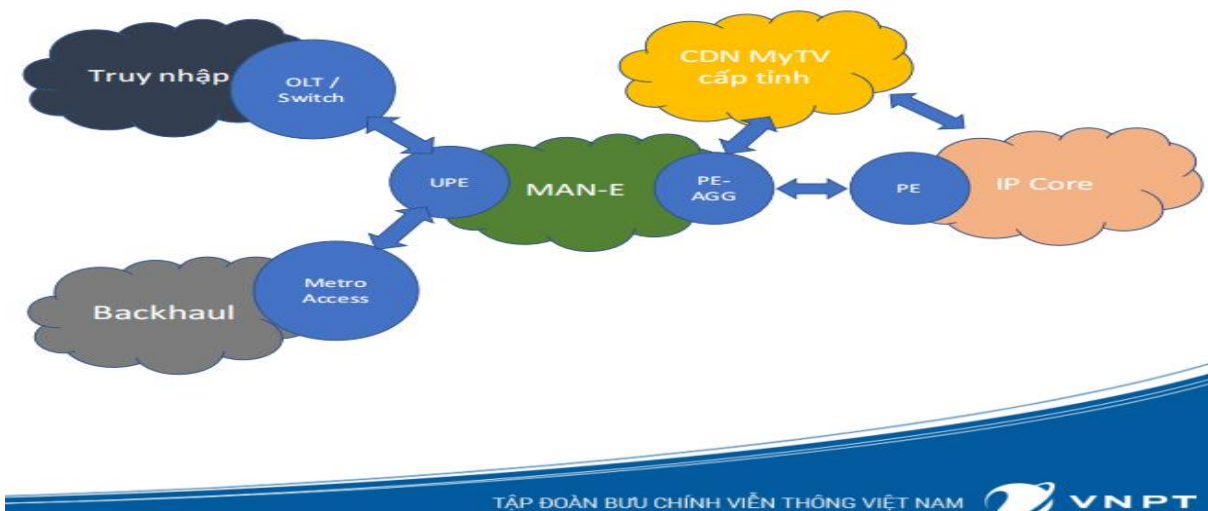 Truy nhập
OLT /
Switch
CDN MyTV
cấp tỉnh
UPE
MAN-E
PE-
AGG
PE
IP Core
Metro
Access
Backhaul
TẬP ĐOÀN BƯU CHÍNH VIỄN THÔNG VIỆT NAM
VNPT